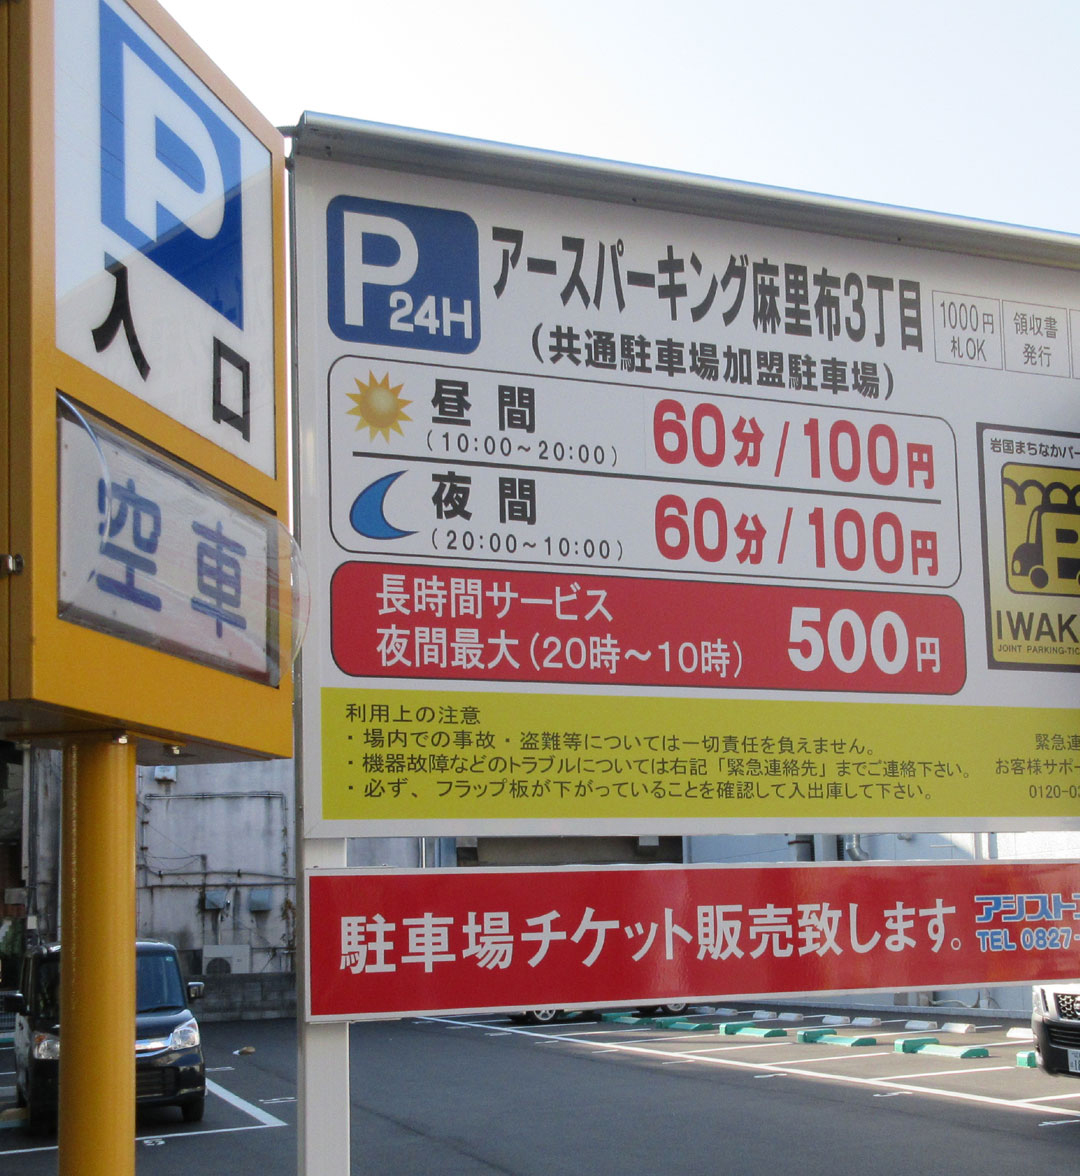 P
入口
空車
P 24H
アースパーキング麻里布3丁目
(共通駐車場加盟駐車場)
1000円
札OK
領収書
発行
昼間
(10:00～20:00)
60分/100円
夜間
(20:00～10:00)
60分/100円
長時間サービス
夜間最大(20時～10時)
500円
岩国まちなかパー
IWAK
JOINT PARKING-TIC
利用上の注意
・場内での事故・盗難等については一切責任を負えません。
・機器故障などのトラブルについては右記「緊急連絡先」までご連絡下さい。
・必ず、フラップ板が下がっていることを確認して入出庫して下さい。
緊急連
お客様サポー
0120-03
駐車場チケット販売致します。
アシスト
TEL 0827-